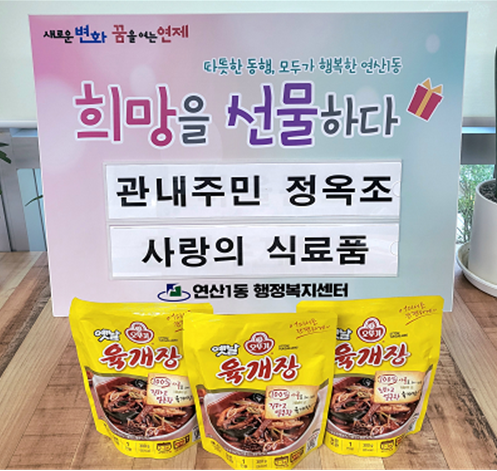 새로운 변화 꿈을 여는 연제
따뜻한 동행, 모두가 행복한 연산1동
희망을 선물하다
관내주민 정옥조
사랑의 식료품
연산1동 행정복지센터
옛날
오뚜기
육개장
100%
옛날
오뚜기
육개장
100%
옛날
오뚜기
육개장
100%